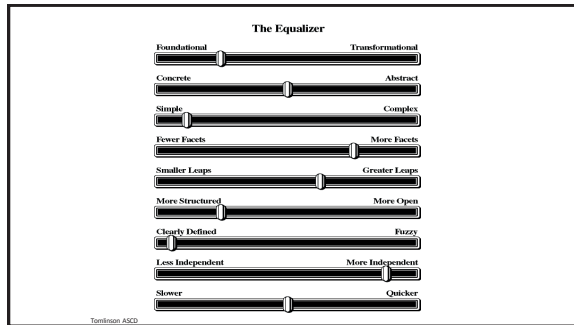 The Equalizer
Foundational Transformational
Concrete Abstract
Simple Complex
Fewer Facets More Facets
Smaller Leaps Greater Leaps
More Structured More Open
Clearly Defined Fuzzy
Less Independent More Independent
Slower Quicker
Tomlinson ASCD